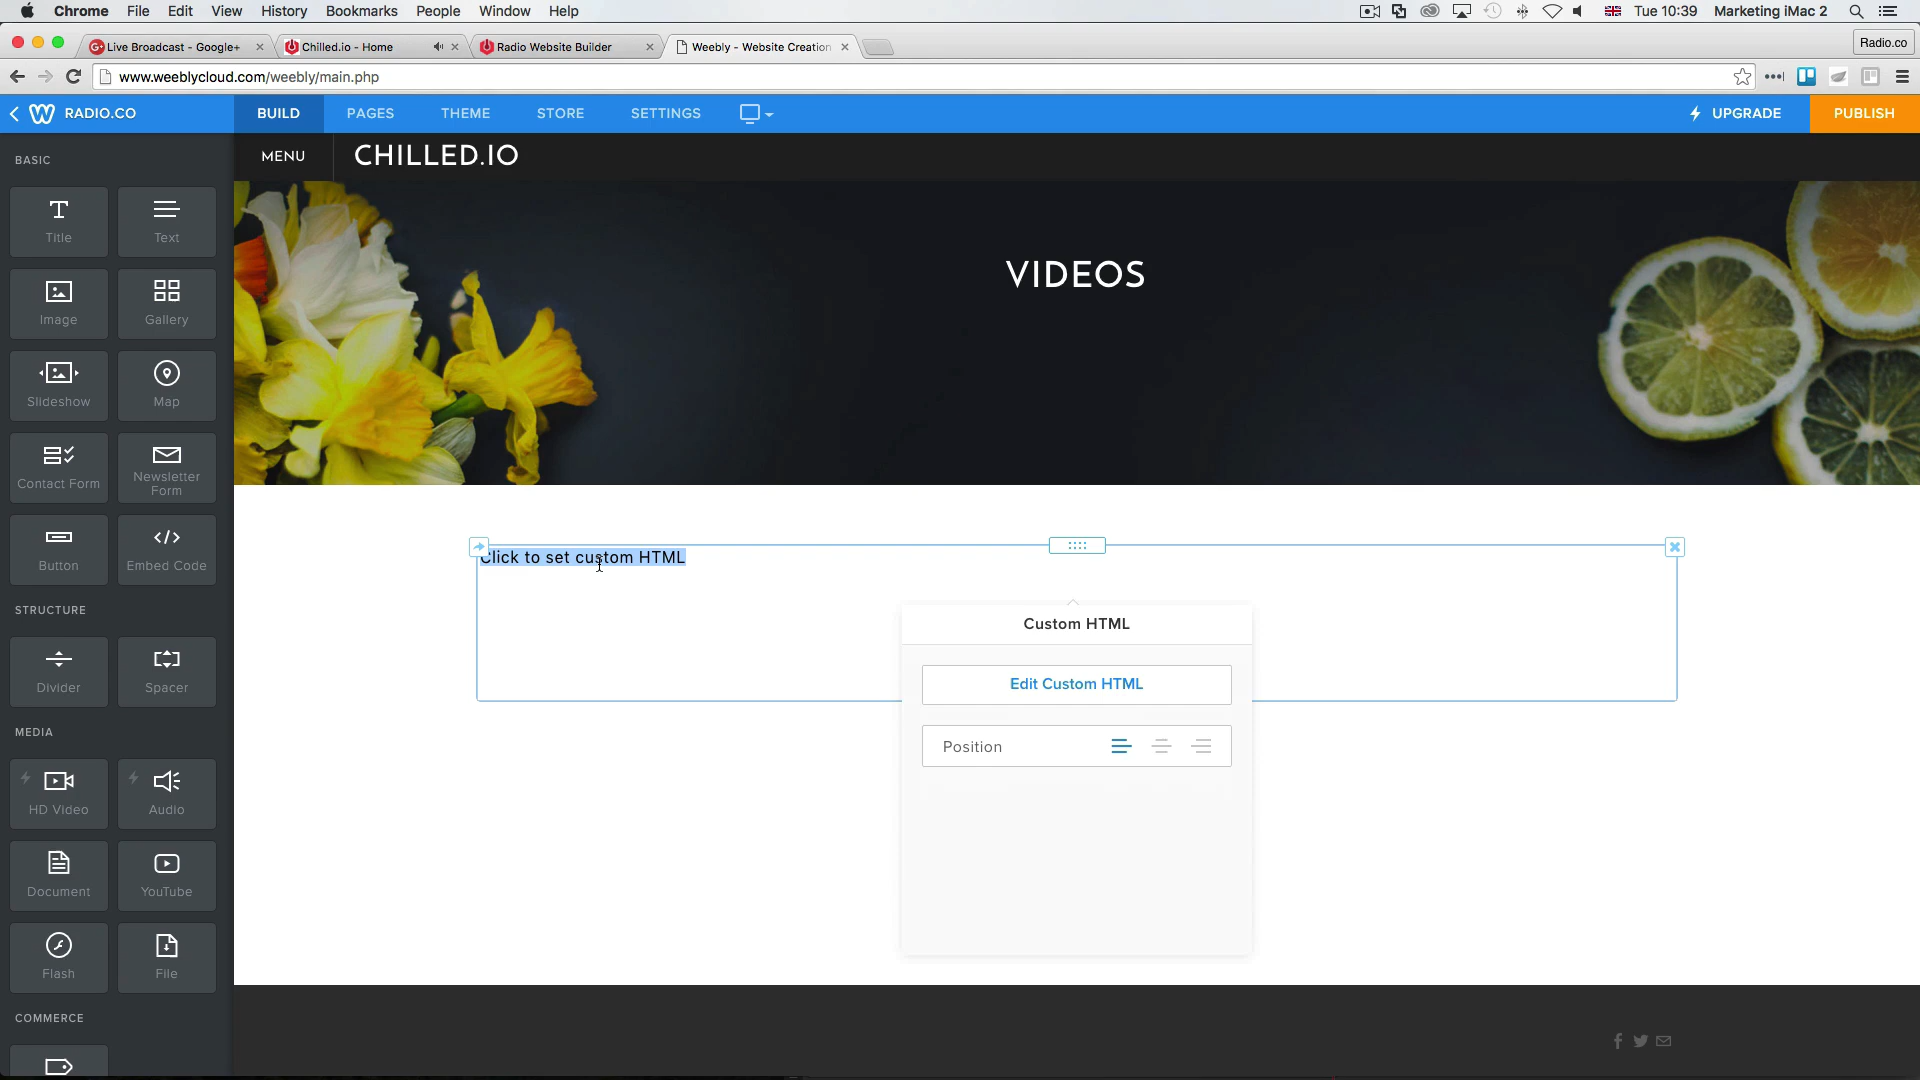 Chrome File Edit View History Bookmarks People Window Help Tue 10:39 Marketing iMac 2
Live Broadcast - Google+ Chilled.io - Home Radio Website Builder Weebly - Website Creation Radio.co
www.weeblycloud.com/weebly/main.php
RADIO.CO BUILD PAGES THEME STORE SETTINGS UPGRADE PUBLISH
MENU CHILLED.IO
BASIC
Title Text
Image Gallery
Slideshow Map
Contact Form Newsletter Form
Button Embed Code
STRUCTURE
Divider Spacer
MEDIA
HD Video Audio
Document YouTube
Flash File
COMMERCE
VIDEOS
Click to set custom HTML
Custom HTML
Edit Custom HTML
Position